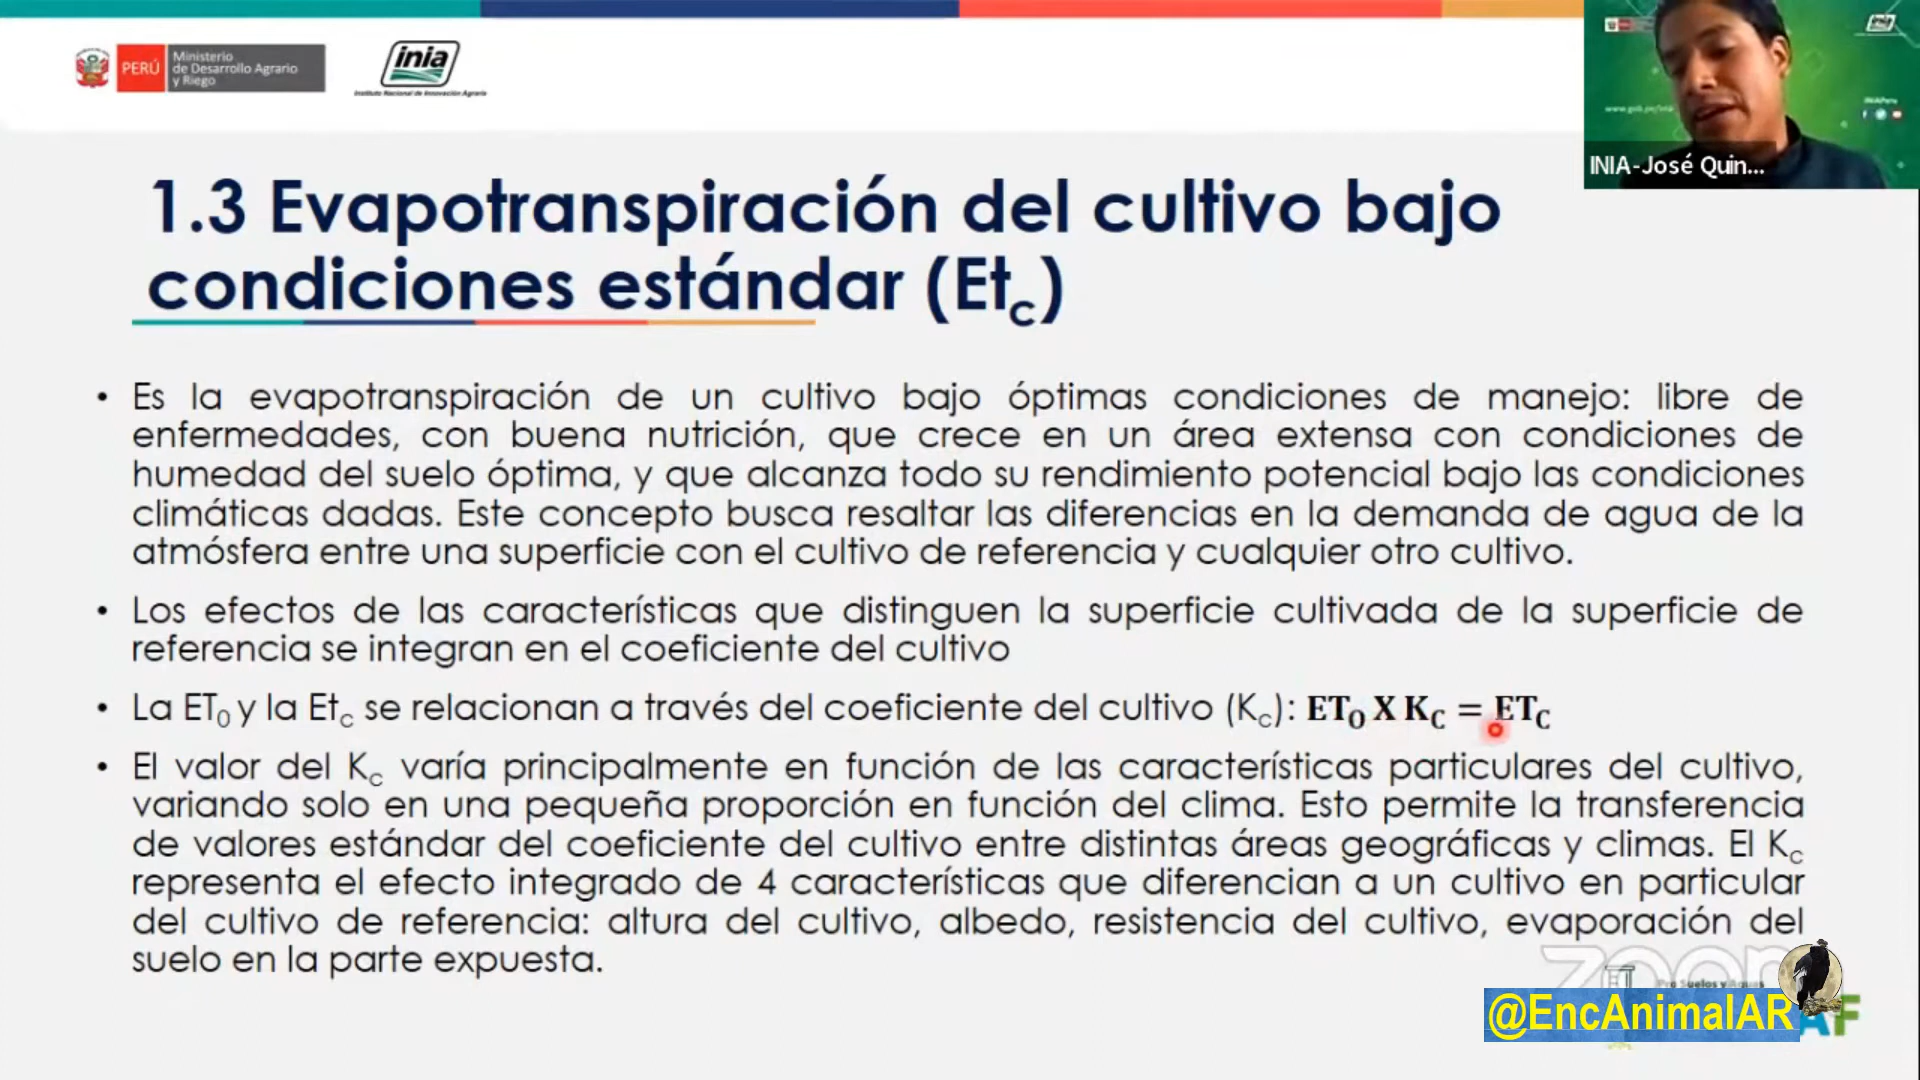 PERÚ
Ministerio
de Desarrollo Agrario
y Riego
inia
Instituto Nacional de Innovación Agraria
INIA-José Quin...
1.3 Evapotranspiración del cultivo bajo
condiciones estándar (Etc)
• Es la evapotranspiración de un cultivo bajo óptimas condiciones de manejo: libre de
enfermedades, con buena nutrición, que crece en un área extensa con condiciones de
humedad del suelo óptima, y que alcanza todo su rendimiento potencial bajo las condiciones
climáticas dadas. Este concepto busca resaltar las diferencias en la demanda de agua de la
atmósfera entre una superficie con el cultivo de referencia y cualquier otro cultivo.
• Los efectos de las características que distinguen la superficie cultivada de la superficie de
referencia se integran en el coeficiente del cultivo
• La ET0 y la Etc se relacionan a través del coeficiente del cultivo (Kc): ETO X KC = ETC
• El valor del Kc varía principalmente en función de las características particulares del cultivo,
variando solo en una pequeña proporción en función del clima. Esto permite la transferencia
de valores estándar del coeficiente del cultivo entre distintas áreas geográficas y climas. El Kc
representa el efecto integrado de 4 características que diferencian a un cultivo en particular
del cultivo de referencia: altura del cultivo, albedo, resistencia del cultivo, evaporación del
suelo en la parte expuesta.
zoom
Pro Suelos y Aguas
@EncAnimalAR